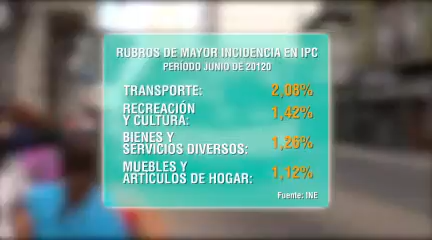 RUBROS DE MAYOR INCIDENCIA EN IPC
PERÍODO JUNIO DE 20120
TRANSPORTE: 2,08%
RECREACIÓN
Y CULTURA: 1,42%
BIENES Y
SERVICIOS DIVERSOS: 1,26%
MUEBLES Y
ARTÍCULOS DE HOGAR: 1,12%
Fuente: INE